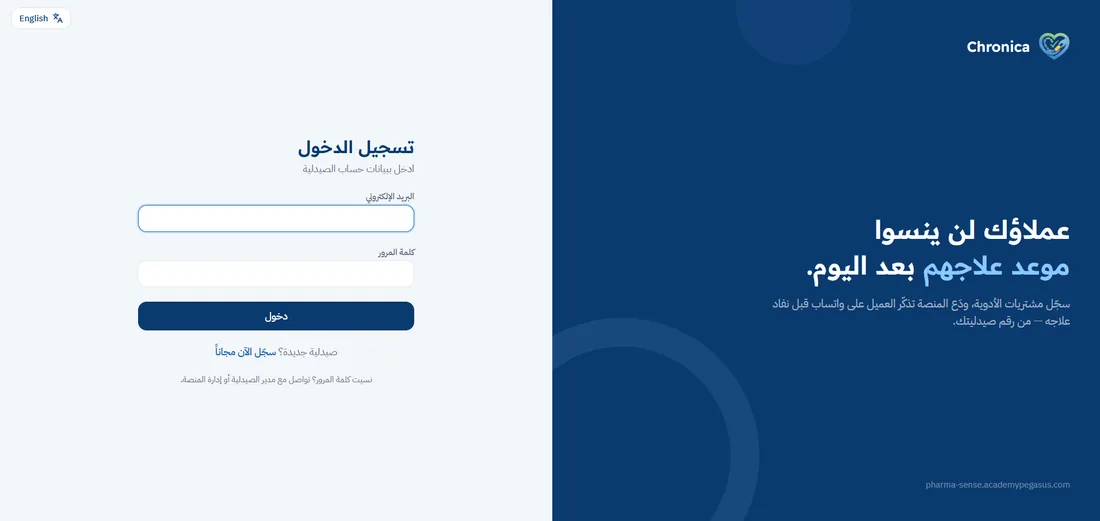 English
Chronica
عملاؤك لن ينسوا
موعد علاجهم بعد اليوم.
سجّل مشتريات الأدوية، ودَع المنصة تذكّر العميل على واتساب قبل نفاد
علاجه — من رقم صيدليتك.
pharma-sense.academypegasus.com
تسجيل الدخول
ادخل ببيانات حساب الصيدلية
البريد الإلكتروني
كلمة المرور
دخول
صيدلية جديدة؟ سجّل الآن مجاناً
نسيت كلمة المرور؟ تواصل مع مدير الصيدلية أو إدارة المنصة.